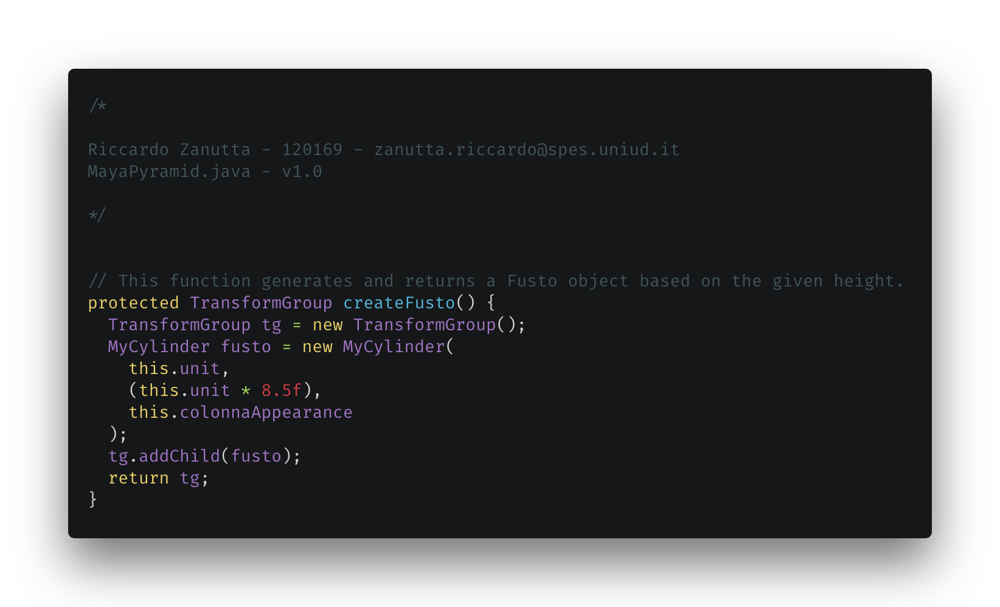 /*
Riccardo Zanutta - 120169 - zanutta.riccardo@spes.uniud.it
MayaPyramid.java - v1.0
*/
// This function generates and returns a Fusto object based on the given height.
protected TransformGroup createFusto() {
  TransformGroup tg = new TransformGroup();
  MyCylinder fusto = new MyCylinder(
    this.unit,
    (this.unit * 8.5f),
    this.colonnaAppearance
  );
  tg.addChild(fusto);
  return tg;
}